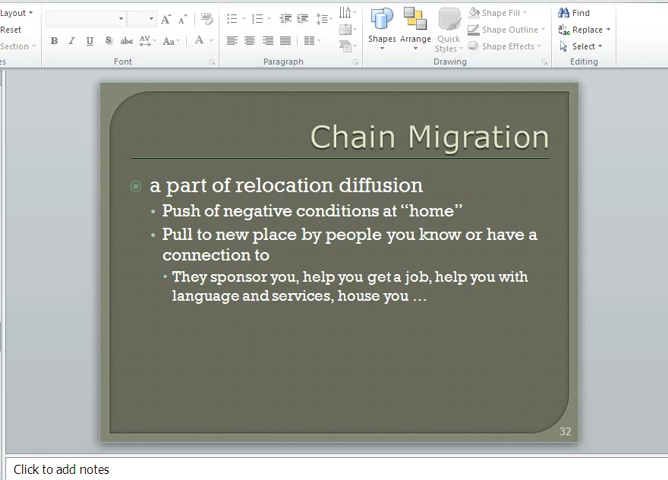 Layout
Reset
Section
Font
Paragraph
Shapes
Arrange
Quick
Styles
Shape Fill
Shape Outline
Shape Effects
Drawing
Find
Replace
Select
Editing
Chain Migration
a part of relocation diffusion
Push of negative conditions at “home”
Pull to new place by people you know or have a
connection to
They sponsor you, help you get a job, help you with
language and services, house you …
32
Click to add notes